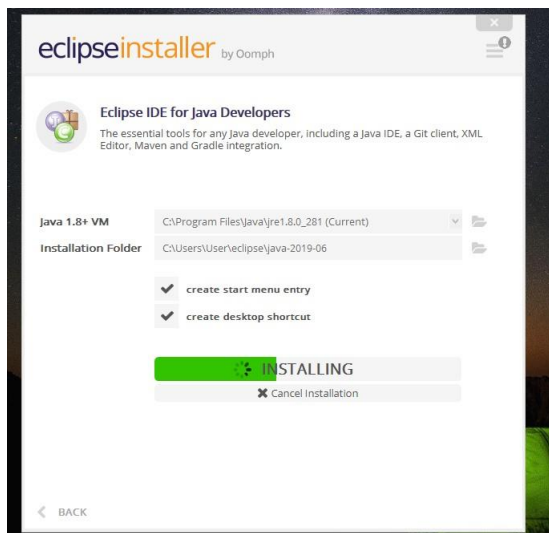 eclipseinstaller by Oomph
Eclipse IDE for Java Developers
The essential tools for any Java developer, including a Java IDE, a Git client, XML
Editor, Maven and Gradle integration.
Java 1.8+ VM C:\Program Files\Java\jre1.8.0_281 (Current)
Installation Folder C:\Users\User\eclipse\java-2019-06
create start menu entry
create desktop shortcut
INSTALLING
Cancel Installation
BACK